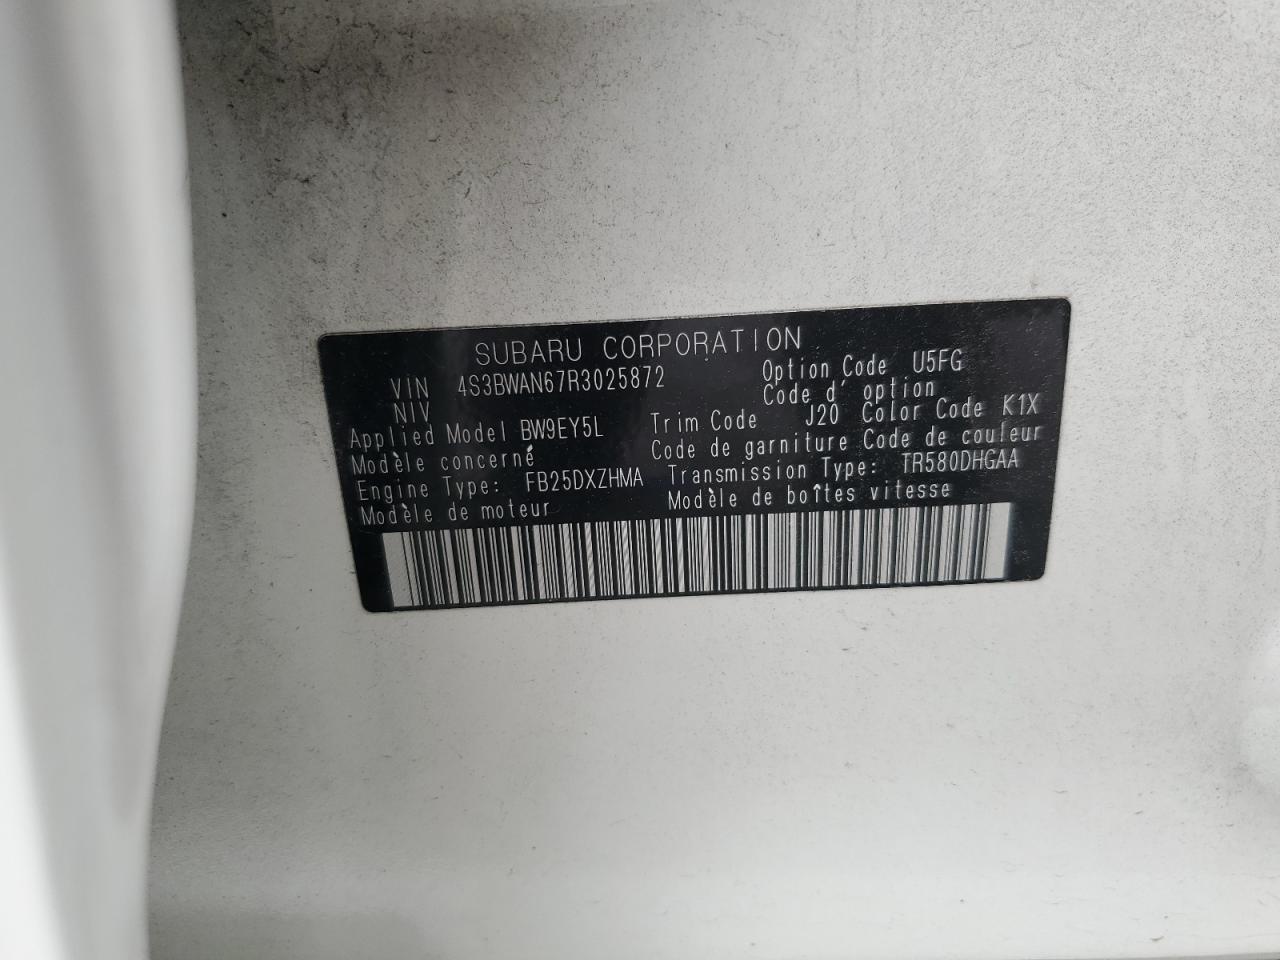 SUBARU CORPORATION
VIN 4S3BWAN67R3025872 Option Code U5FG
NIV Code d' option
Applied Model BW9EY5L Trim Code J20 Color Code K1X
Modèle concerné Code de garniture Code de couleur
Engine Type: FB25DXZHMA Transmission Type: TR580DHGAA
Modèle de moteur Modèle de boîtes vitesse